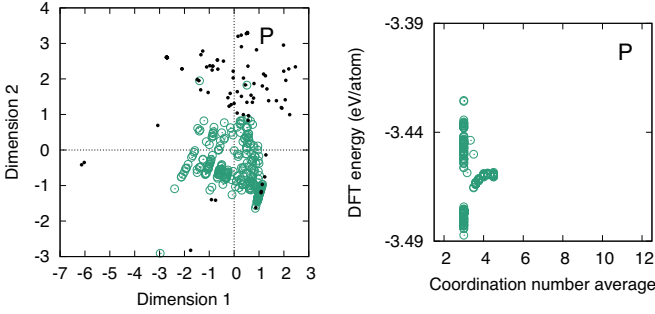 4
3
2
1
0
-1
-2
-3
Dimension 2
P
-7 -6 -5 -4 -3 -2 -1 0 1 2 3
Dimension 1
-3.39
-3.44
-3.49
DFT energy (eV/atom)
P
2 4 6 8 10 12
Coordination number average